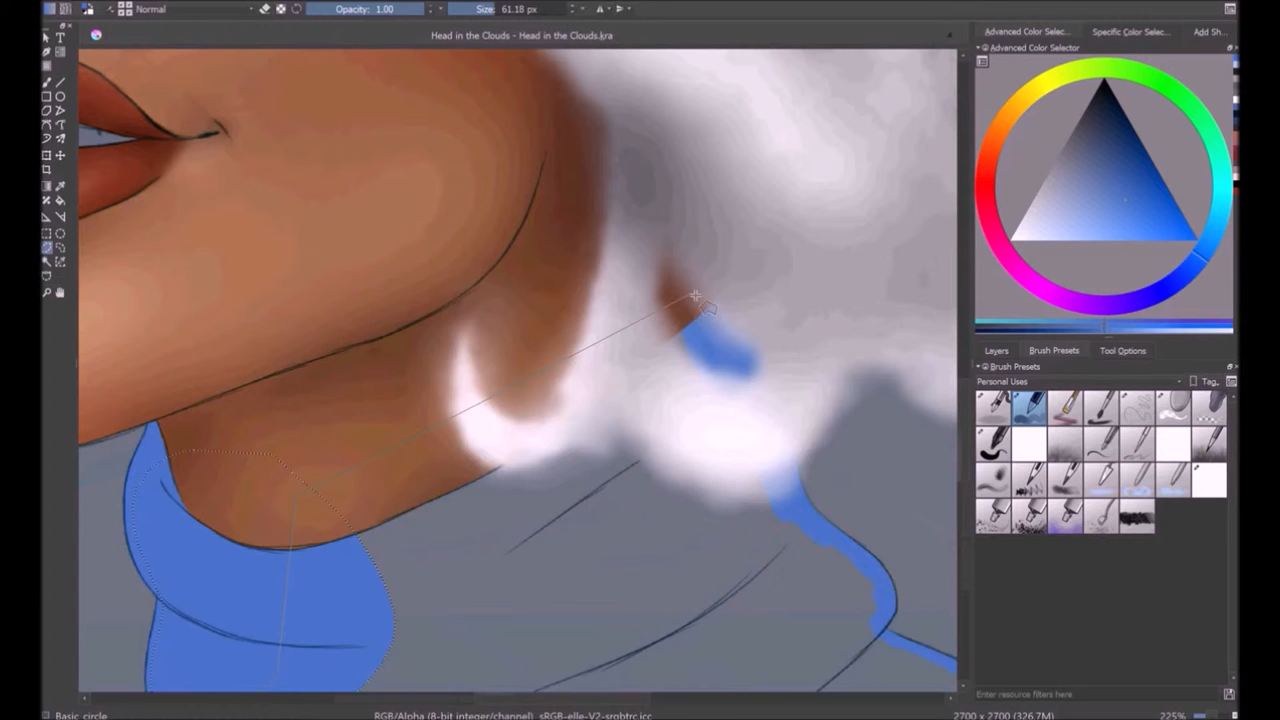 Normal
Opacity: 1.00
Size: 61.18 px
Head in the Clouds - Head in the Clouds.kra
Advanced Color Selec...
Specific Color Selec...
Add Sh...
Advanced Color Selector
Layers
Brush Presets
Tool Options
Brush Presets
Personal Uses
Tag
Enter resource filters here
Basic circle
RGB/Alpha (8-bit integer/channel) sRGB-elle-V2-srgbtrc.icc
2700 x 2700 (326.7M)
225%